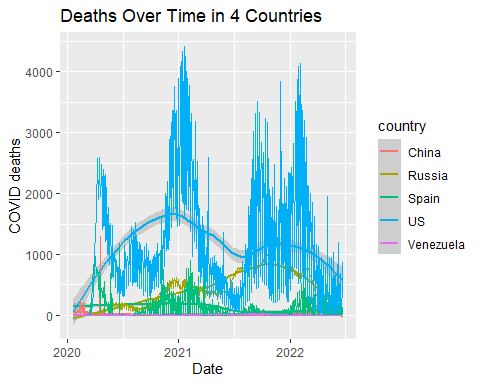 Deaths Over Time in 4 Countries
4000
3000
2000
1000
0
COVID deaths
2020
2021
2022
Date
country
China
Russia
Spain
US
Venezuela